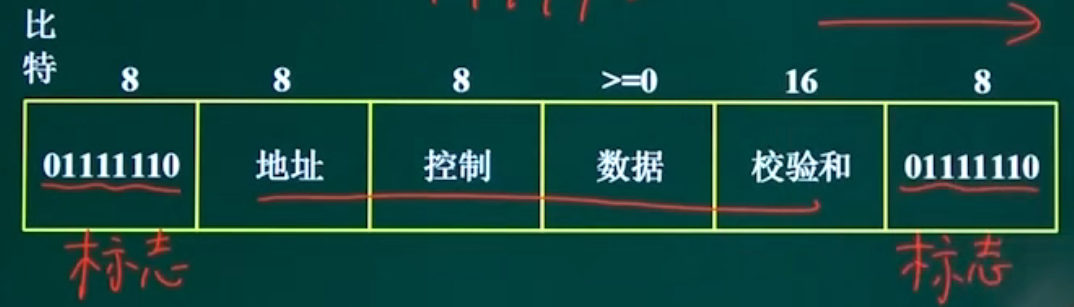 比
特 8 8 8 >=0 16 8
01111110 地址 控制 数据 校验和 01111110
标志 标志